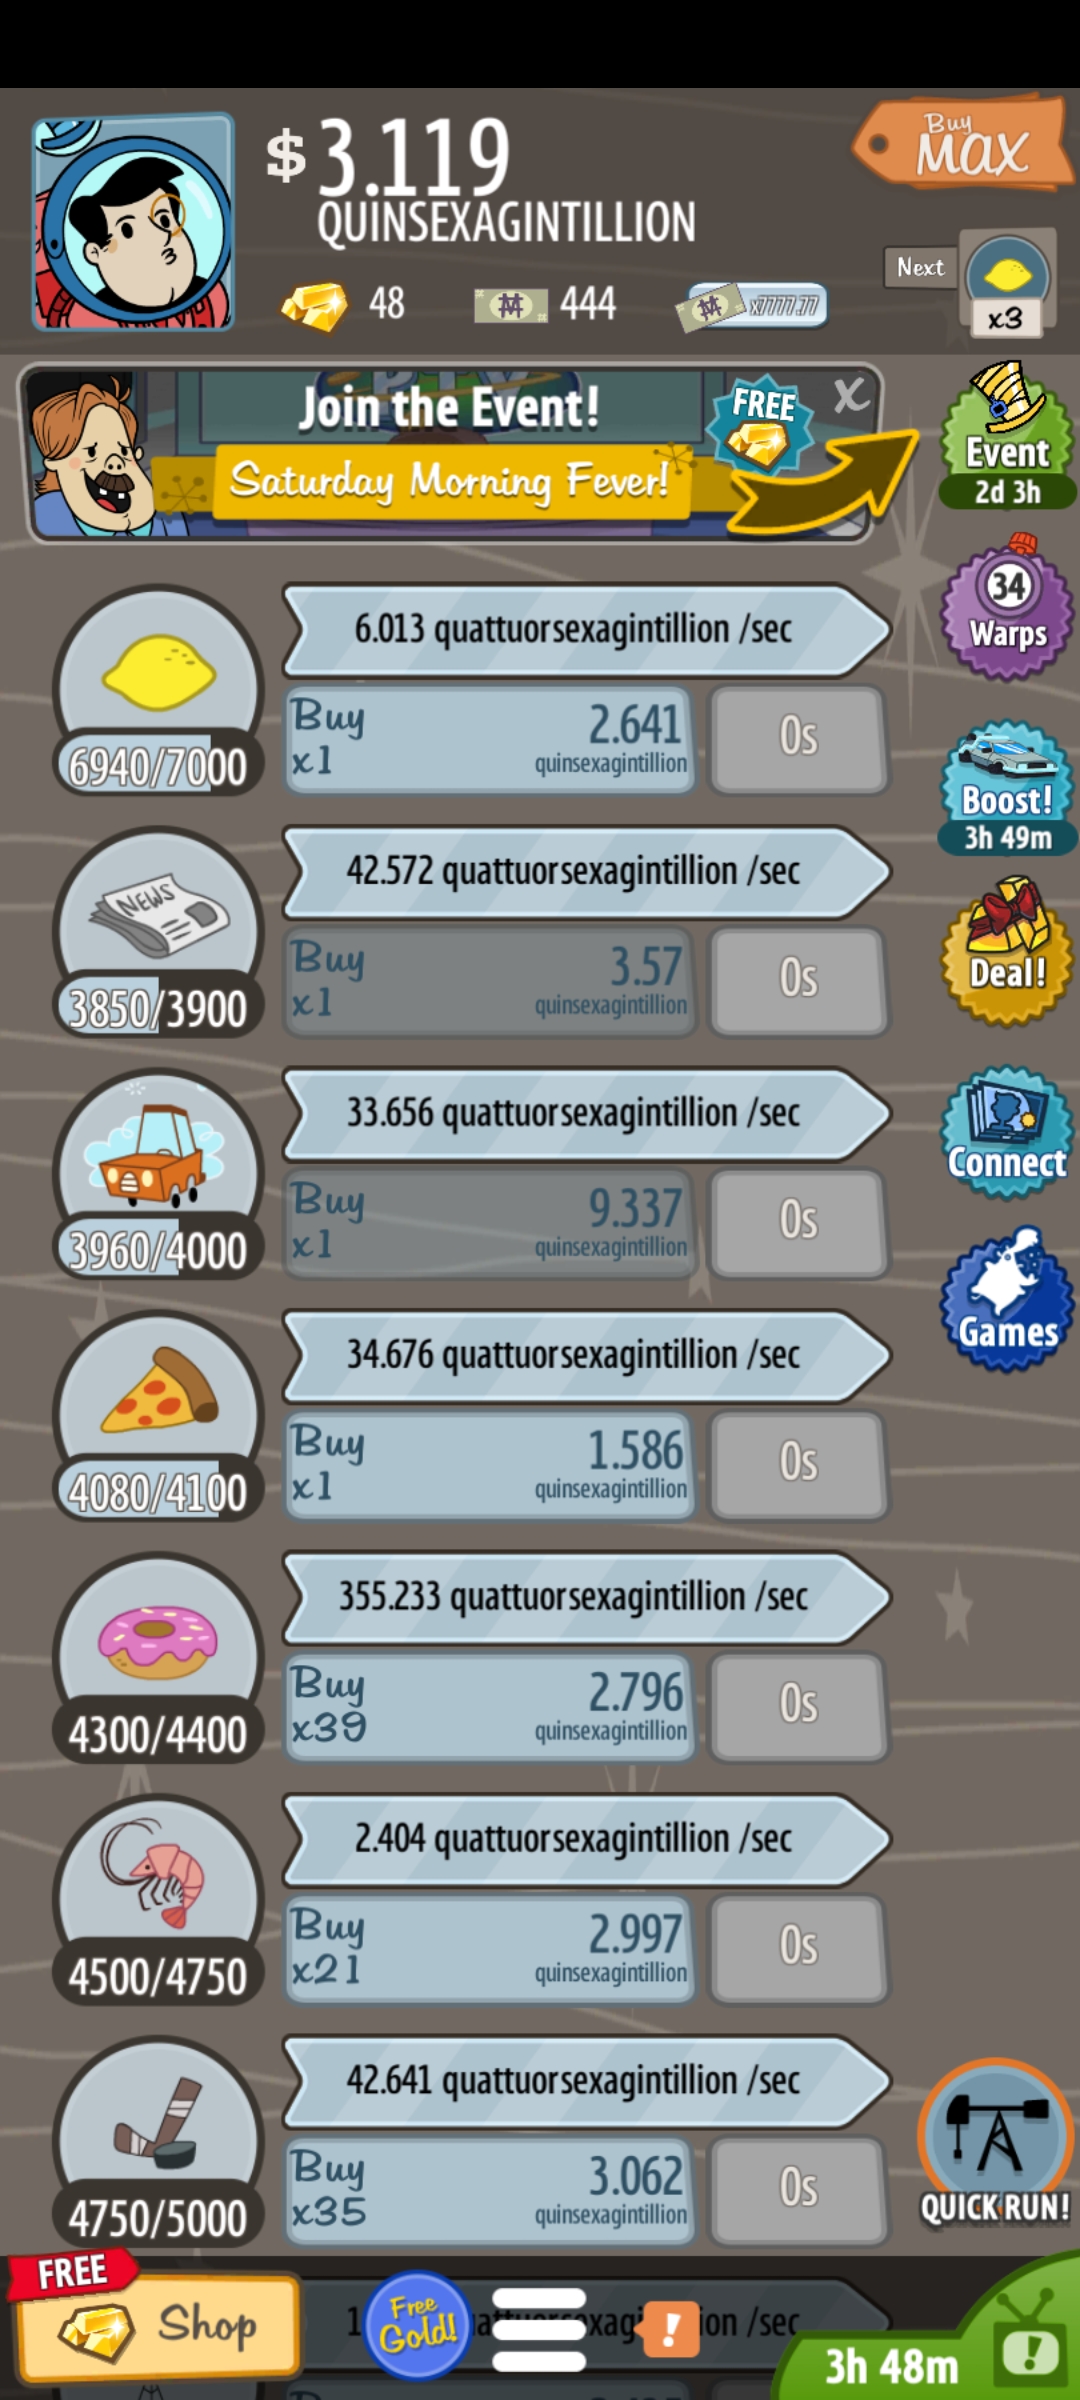 $ 3.119
QUINSEXAGINTILLION
Buy
MAX
48
444
x7777.77
Next
x3
Join the Event!
FREE
X
Saturday Morning Fever!
Event
2d 3h
34
Warps
6.013 quattuorsexagintillion /sec
6940/7000
Buy
x1
2.641
quinsexagintillion
0s
Boost!
3h 49m
NEWS
42.572 quattuorsexagintillion /sec
3850/3900
Buy
x1
3.57
quinsexagintillion
0s
Deal!
33.656 quattuorsexagintillion /sec
3960/4000
Buy
x1
9.337
quinsexagintillion
0s
Connect
Games
34.676 quattuorsexagintillion /sec
4080/4100
Buy
x1
1.586
quinsexagintillion
0s
355.233 quattuorsexagintillion /sec
4300/4400
Buy
x39
2.796
quinsexagintillion
0s
2.404 quattuorsexagintillion /sec
4500/4750
Buy
x21
2.997
quinsexagintillion
0s
42.641 quattuorsexagintillion /sec
4750/5000
Buy
x35
3.062
quinsexagintillion
0s
QUICK RUN!
FREE
Shop
Free
Gold!
!
/sec
3h 48m
!